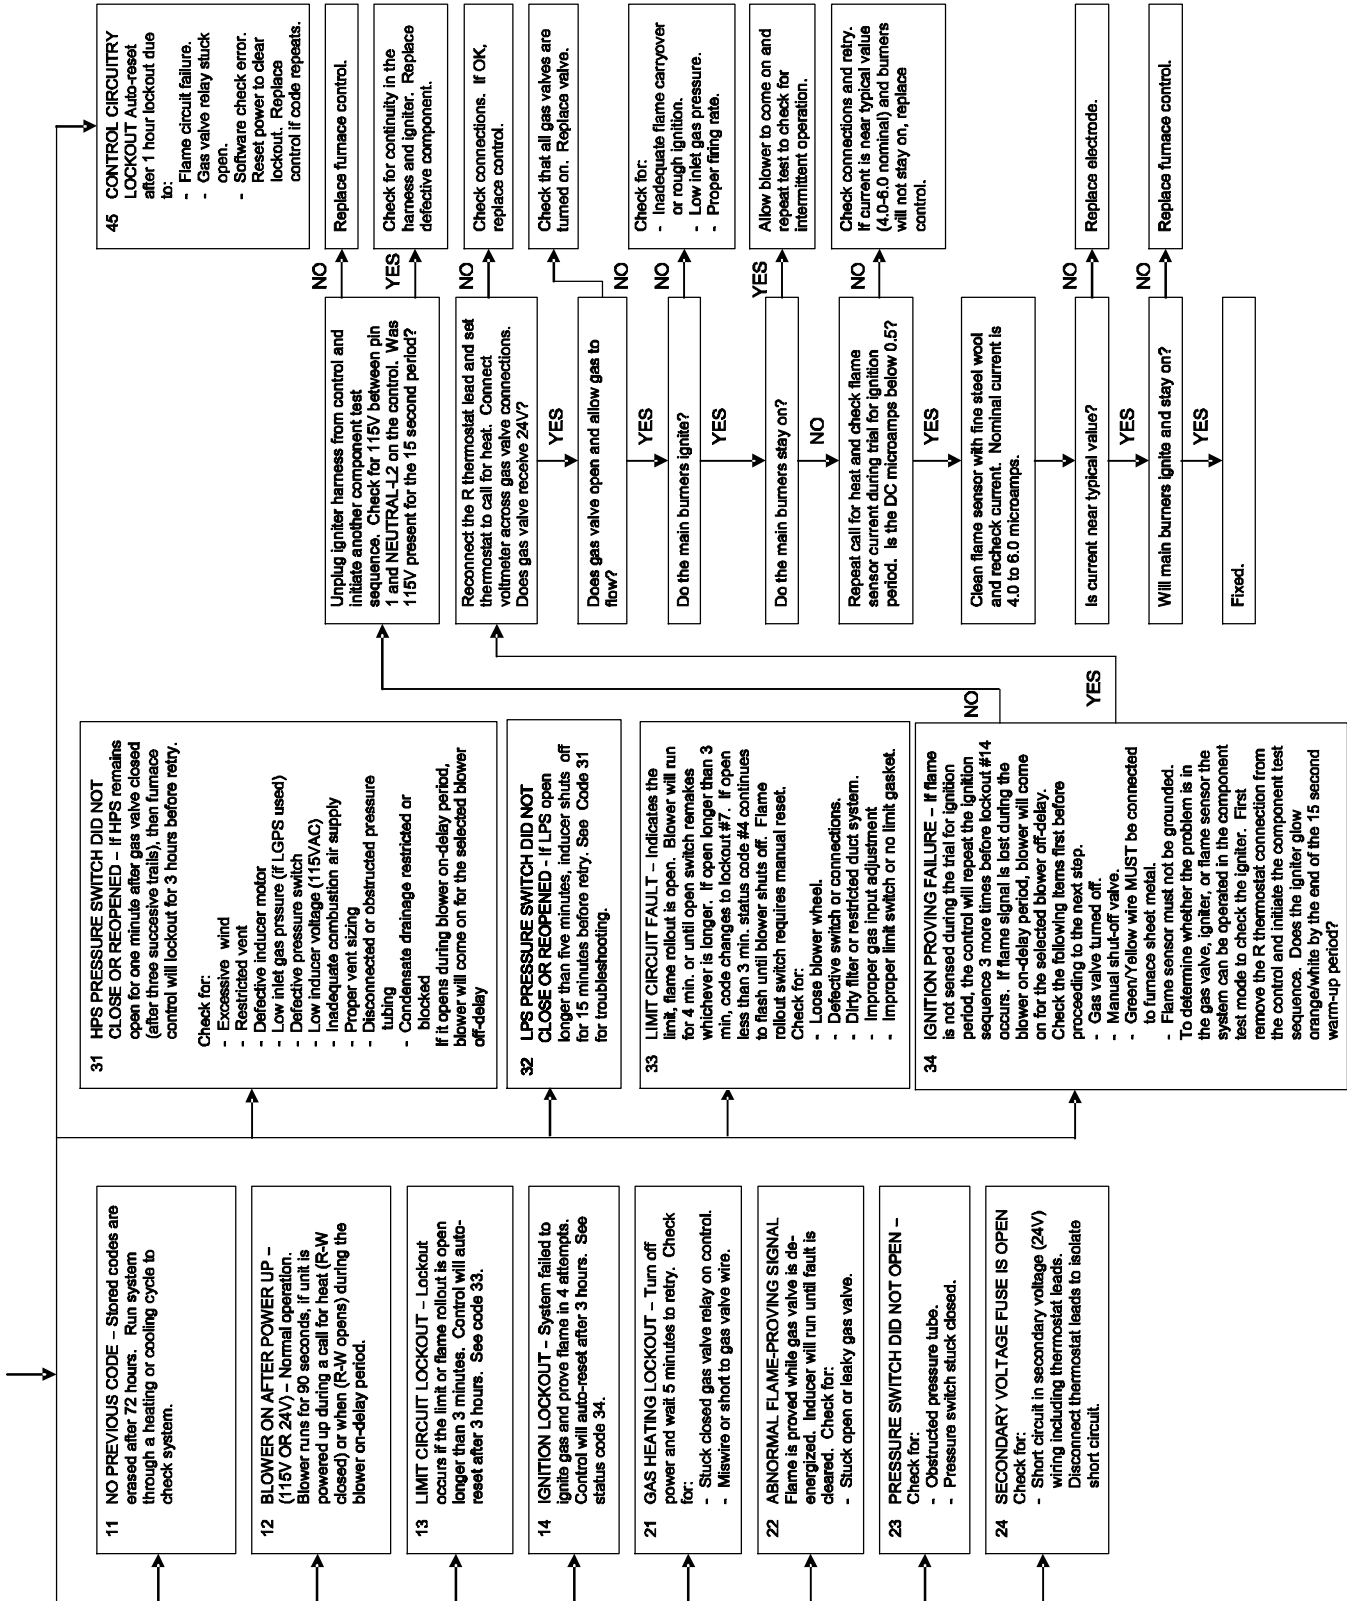 11 NO PREVIOUS CODE – Stored codes are
erased after 72 hours. Run system
through a heating or cooling cycle to
check system.
12 BLOWER ON AFTER POWER UP –
(115V OR 24V) – Normal operation.
Blower runs for 90 seconds, if unit is
powered up during a call for heat (R-W
closed) or when (R-W opens) during the
blower on-delay period.
13 LIMIT CIRCUIT LOCKOUT – Lockout
occurs if the limit or flame rollout is open
longer than 3 minutes. Control will auto-
reset after 3 hours. See code 33.
14 IGNITION LOCKOUT – System failed to
ignite gas and prove flame in 4 attempts.
Control will auto-reset after 3 hours. See
status code 34.
21 GAS HEATING LOCKOUT – Turn off
power and wait 5 minutes to retry. Check
for:
- Stuck closed gas valve relay on control.
- Miswire or short to gas valve wire.
22 ABNORMAL FLAME-PROVING SIGNAL
Flame is proved while gas valve is de-
energized. Inducer will run until fault is
cleared. Check for:
- Stuck open or leaky gas valve.
23 PRESSURE SWITCH DID NOT OPEN –
Check for:
- Obstructed pressure tube.
- Pressure switch stuck closed.
24 SECONDARY VOLTAGE FUSE IS OPEN
Check for:
- Short circuit in secondary voltage (24V)
wiring including thermostat leads.
Disconnect thermostat leads to isolate
short circuit.
31 HPS PRESSURE SWITCH DID NOT
CLOSE OR REOPENED – If HPS remains
open for one minute after gas valve closed
(after three succesive trails), then furnace
control will lockout for 3 hours before retry.
Check for:
- Excessive wind
- Restricted vent
- Defective inducer motor
- Low inlet gas pressure (if LGPS used)
- Defective pressure switch
- Low inducer voltage (115VAC)
- Inadequate combustion air supply
- Proper vent sizing
- Disconnected or obstructed pressure
tubing
- Condensate drainage restricted or
blocked
If it opens during blower on-delay period,
blower will come on for the selected blower
off-delay
32 LPS PRESSURE SWITCH DID NOT
CLOSE OR REOPENED - If LPS open
longer than five minutes, inducer shuts off
for 15 minutes before retry. See Code 31
for troubleshooting.
33 LIMIT CIRCUIT FAULT – Indicates the
limit, flame rollout is open. Blower will run
for 4 min. or until open switch remakes
whichever is longer. If open longer than 3
min, code changes to lockout #7. If open
less than 3 min. status code #4 continues
to flash until blower shuts off. Flame
rollout switch requires manual reset.
Check for:
- Loose blower wheel.
- Defective switch or connections.
- Dirty filter or restricted duct system.
- Improper gas input adjustment
- Improper limit switch or no limit gasket.
34 IGNITION PROVING FAILURE – If flame
is not sensed during the trial for ignition
period, the control will repeat the ignition
sequence 3 more times before lockout #14
occurs. If flame signal is lost during the
blower on-delay period, blower will come
on for the selected blower off-delay.
Check the following items first before
proceeding to the next step.
- Gas valve turned off.
- Manual shut-off valve.
- Green/Yellow wire MUST be connected
to furnace sheet metal.
- Flame sensor must not be grounded.
To determine whether the problem is in
the gas valve, igniter, or flame sensor the
system can be operated in the component
test mode to check the igniter. First
remove the R thermostat connection from
the control and initiate the component test
sequence. Does the igniter glow
orange/white by the end of the 15 second
warm-up period?
NO
YES
Unplug igniter harness from control and
initiate another component test
sequence. Check for 115V between pin
1 and NEUTRAL-L2 on the control. Was
115V present for the 15 second period?
NO
YES
Reconnect the R thermostat lead and set
thermostat to call for heat. Connect
voltmeter across gas valve connections.
Does gas valve receive 24V?
NO
YES
Does gas valve open and allow gas to
flow?
NO
YES
Do the main burners ignite?
NO
YES
Do the main burners stay on?
YES
NO
Repeat call for heat and check flame
sensor current during trial for ignition
period. Is the DC microamps below 0.5?
NO
YES
Clean flame sensor with fine steel wool
and recheck current. Nominal current is
4.0 to 6.0 microamps.
Is current near typical value?
NO
YES
Will main burners ignite and stay on?
NO
YES
Fixed.
45 CONTROL CIRCUITRY
LOCKOUT Auto-reset
after 1 hour lockout due
to:
- Flame circuit failure.
- Gas valve relay stuck
open.
- Software check error.
Reset power to clear
lockout. Replace
control if code repeats.
Replace furnace control.
Check for continuity in the
harness and igniter. Replace
defective component.
Check connections. If OK,
replace control.
Check that all gas valves are
turned on. Replace valve.
Check for:
- Inadequate flame carryover
or rough ignition.
- Low inlet gas pressure.
- Proper firing rate.
Allow blower to come on and
repeat test to check for
intermittent operation.
Check connections and retry.
If current is near typical value
(4.0-6.0 nominal) and burners
will not stay on, replace
control.
Replace electrode.
Replace furnace control.